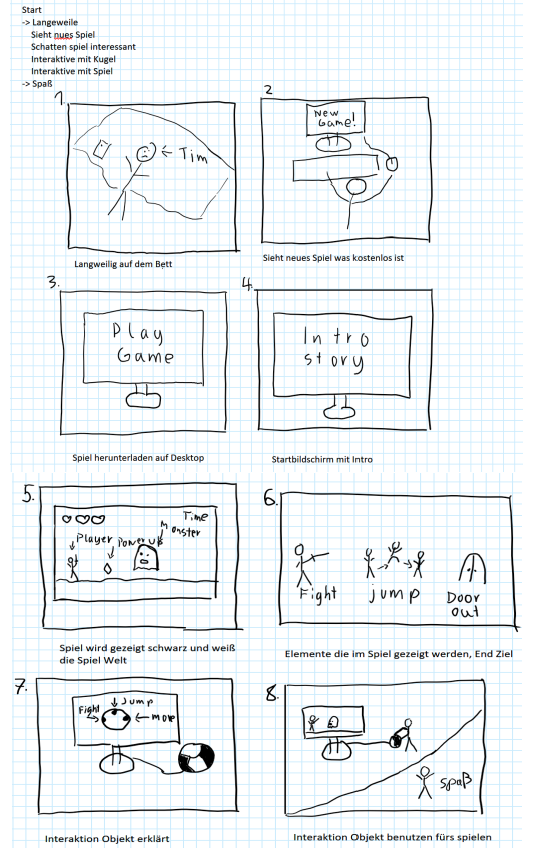 Start
-> Langeweile
Sieht nues Spiel
Schatten spiel interessant
Interaktive mit Kugel
Interaktive mit Spiel
-> Spaß
1.
Tim
Langweilig auf dem Bett
2
New
Game!
Sieht neues Spiel was kostenlos ist
3.
Play
Game
Spiel herunterladen auf Desktop
4.
Intro
story
Startbildschirm mit Intro
5.
Time
Monster
Player Power up
Spiel wird gezeigt schwarz und weiß
die Spiel Welt
6.
Fight jump Door
out
Elemente die im Spiel gezeigt werden, End Ziel
7.
Jump
Fight move
Interaktion Objekt erklärt
8.
Spaß
Interaktion Objekt benutzen fürs spielen